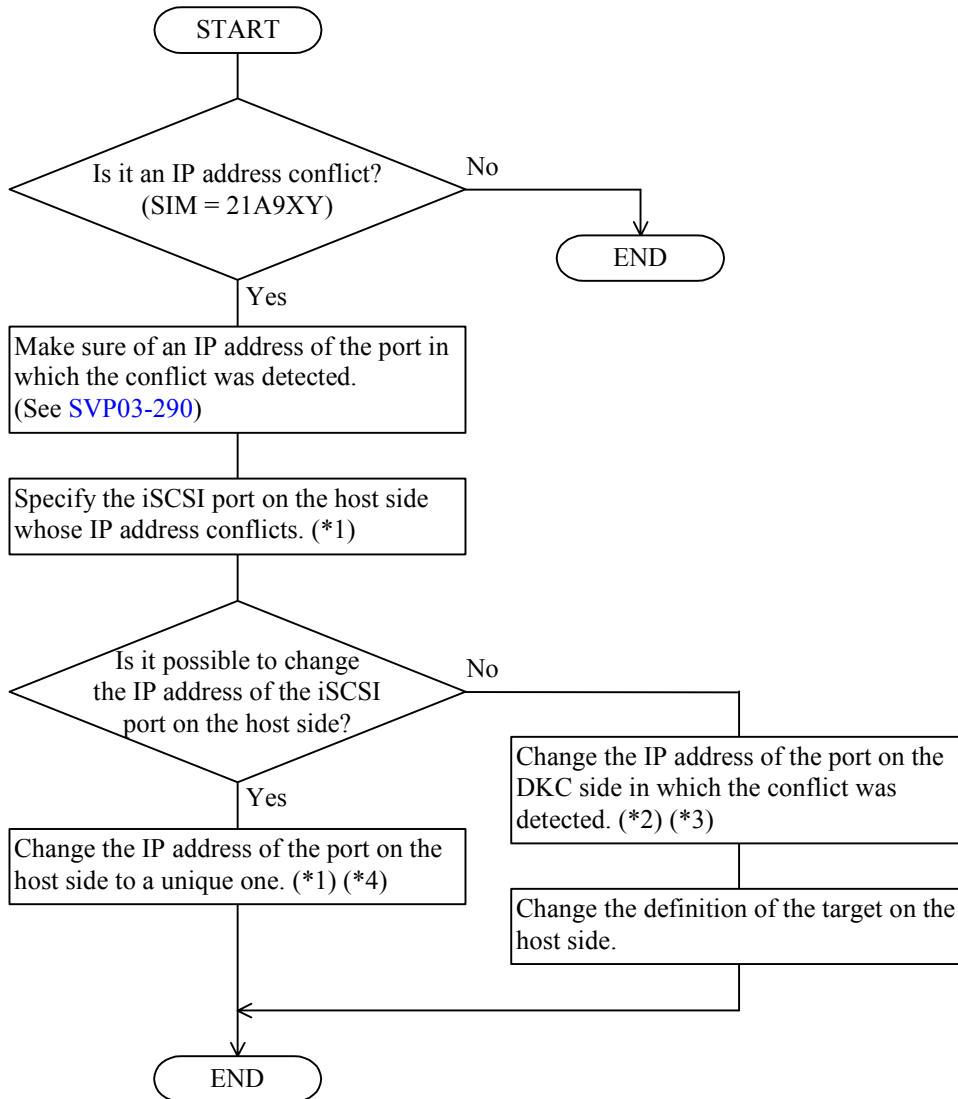 START
Is it an IP address conflict?
(SIM = 21A9XY)
No
END
Yes
Make sure of an IP address of the port in
which the conflict was detected.
(See SVP03-290)
Specify the iSCSI port on the host side
whose IP address conflicts. (*1)
Is it possible to change
the IP address of the iSCSI
port on the host side?
No
Change the IP address of the port on the
DKC side in which the conflict was
detected. (*2) (*3)
Yes
Change the IP address of the port on the
host side to a unique one. (*1) (*4)
Change the definition of the target on the
host side.
END